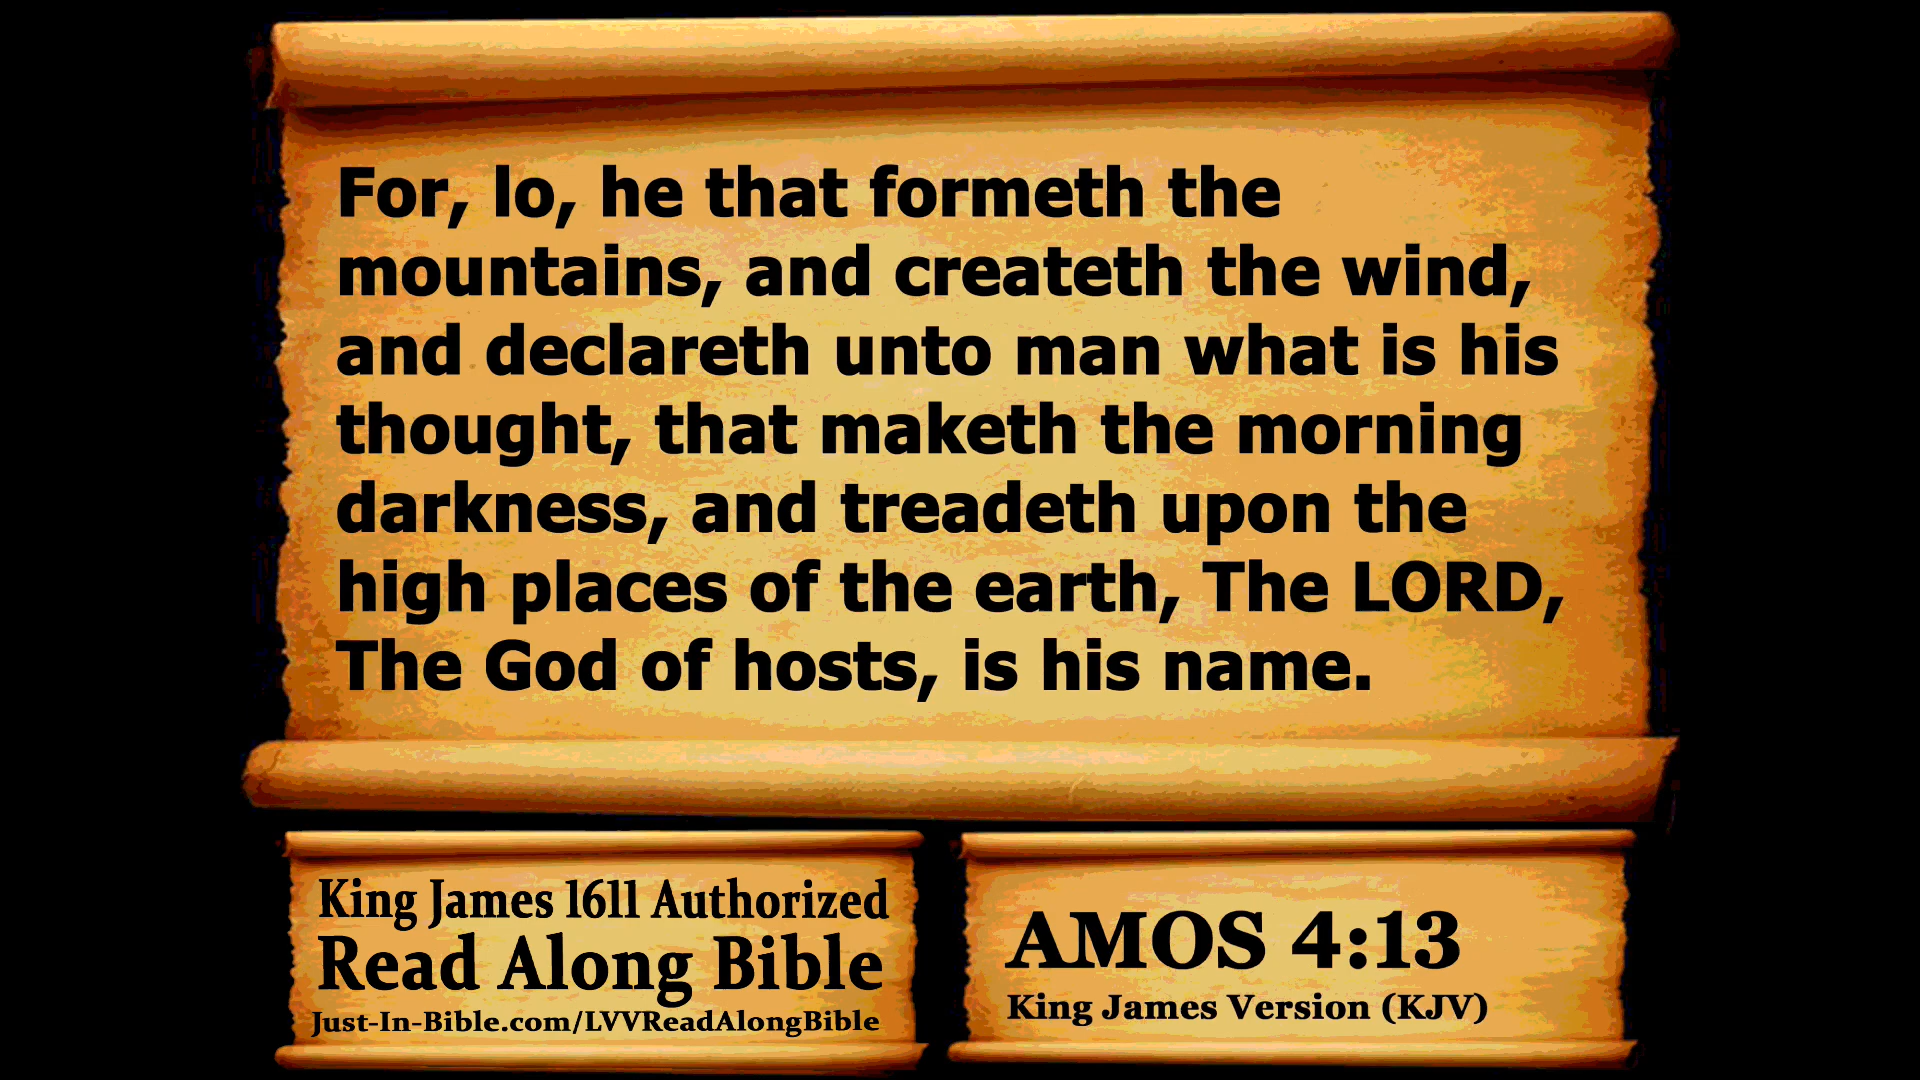 For, lo, he that formeth the
mountains, and createth the wind,
and declareth unto man what is his
thought, that maketh the morning
darkness, and treadeth upon the
high places of the earth, The LORD,
The God of hosts, is his name.
King James 1611 Authorized
Read Along Bible
Just-In-Bible.com/LVVReadAlongBible
AMOS 4:13
King James Version (KJV)